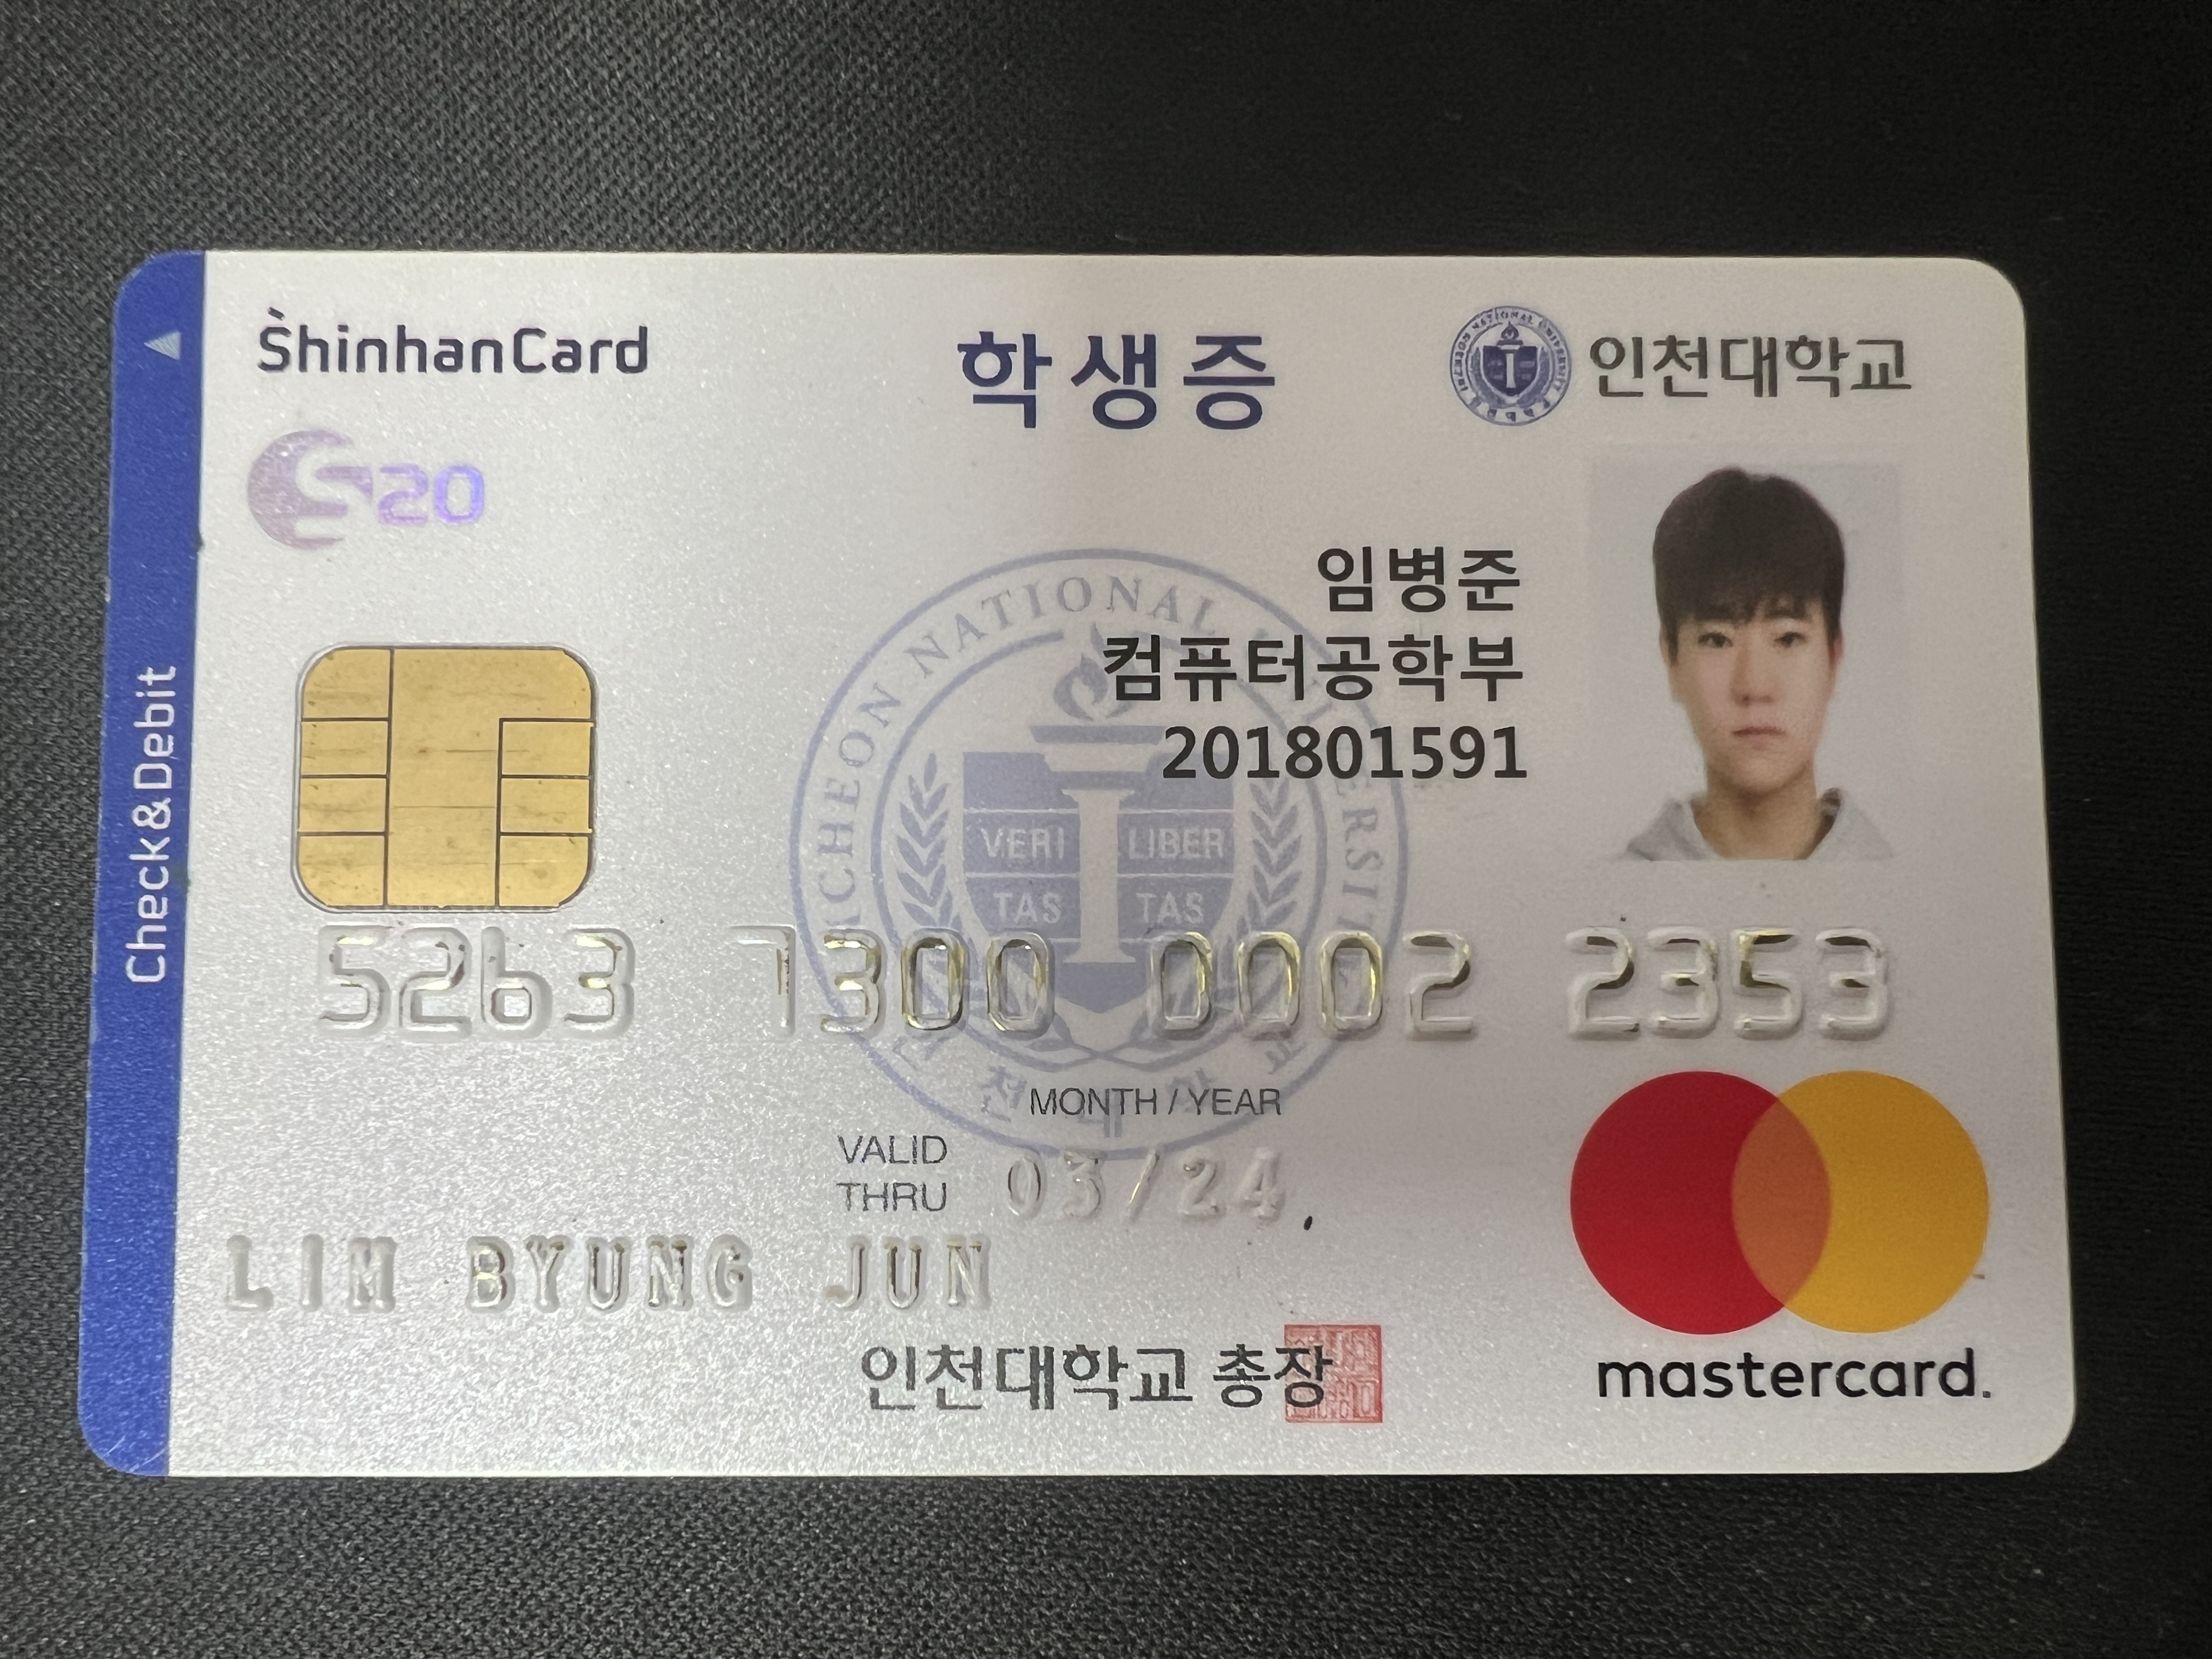 ShinhanCard
학생증
인천대학교
S20
임병준
컴퓨터공학부
201801591
Check&Debit
INCHEON NATIONAL UNIVERSITY
VERI LIBER
TAS TAS
5263 7300 0002 2353
MONTH / YEAR
VALID
THRU
03/24
LIM BYUNG JUN
인천대학교 총장
mastercard.